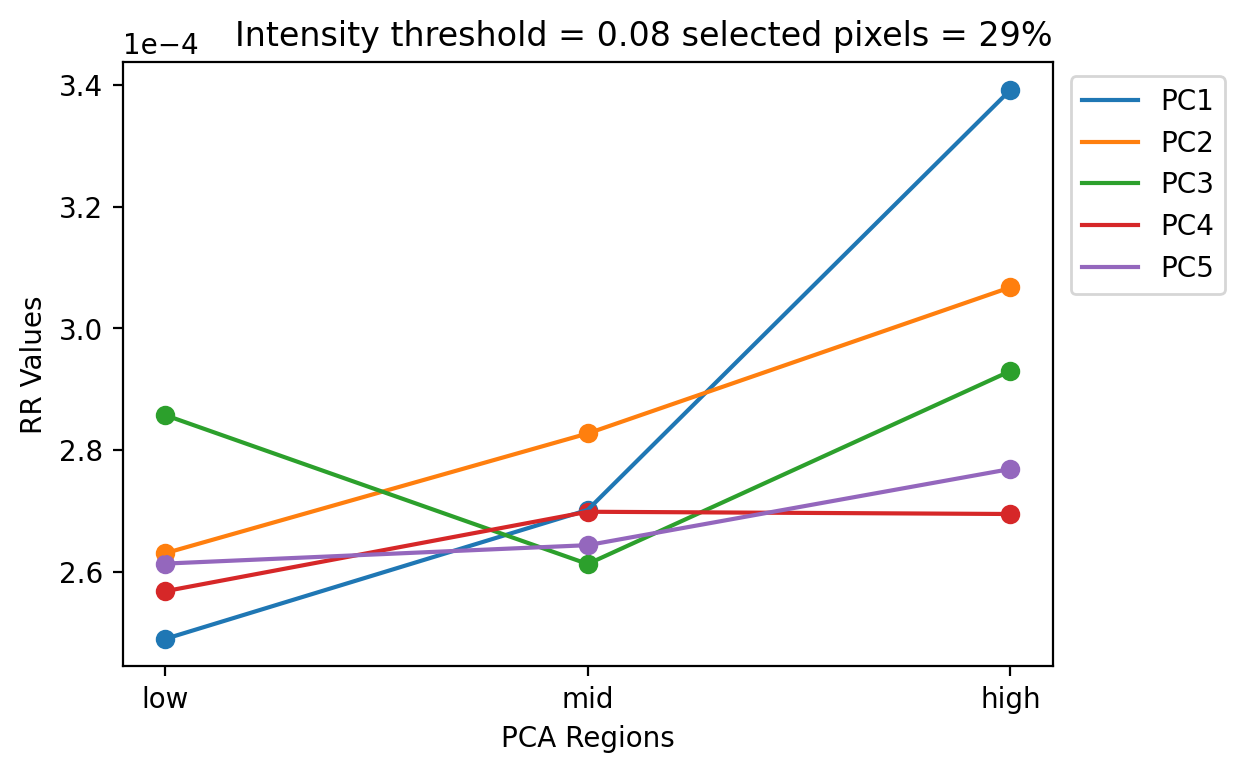 Intensity threshold = 0.08 selected pixels = 29%
1e−4
3.4
3.2
3.0
2.8
2.6
RR Values
low
mid
high
PCA Regions
PC1
PC2
PC3
PC4
PC5